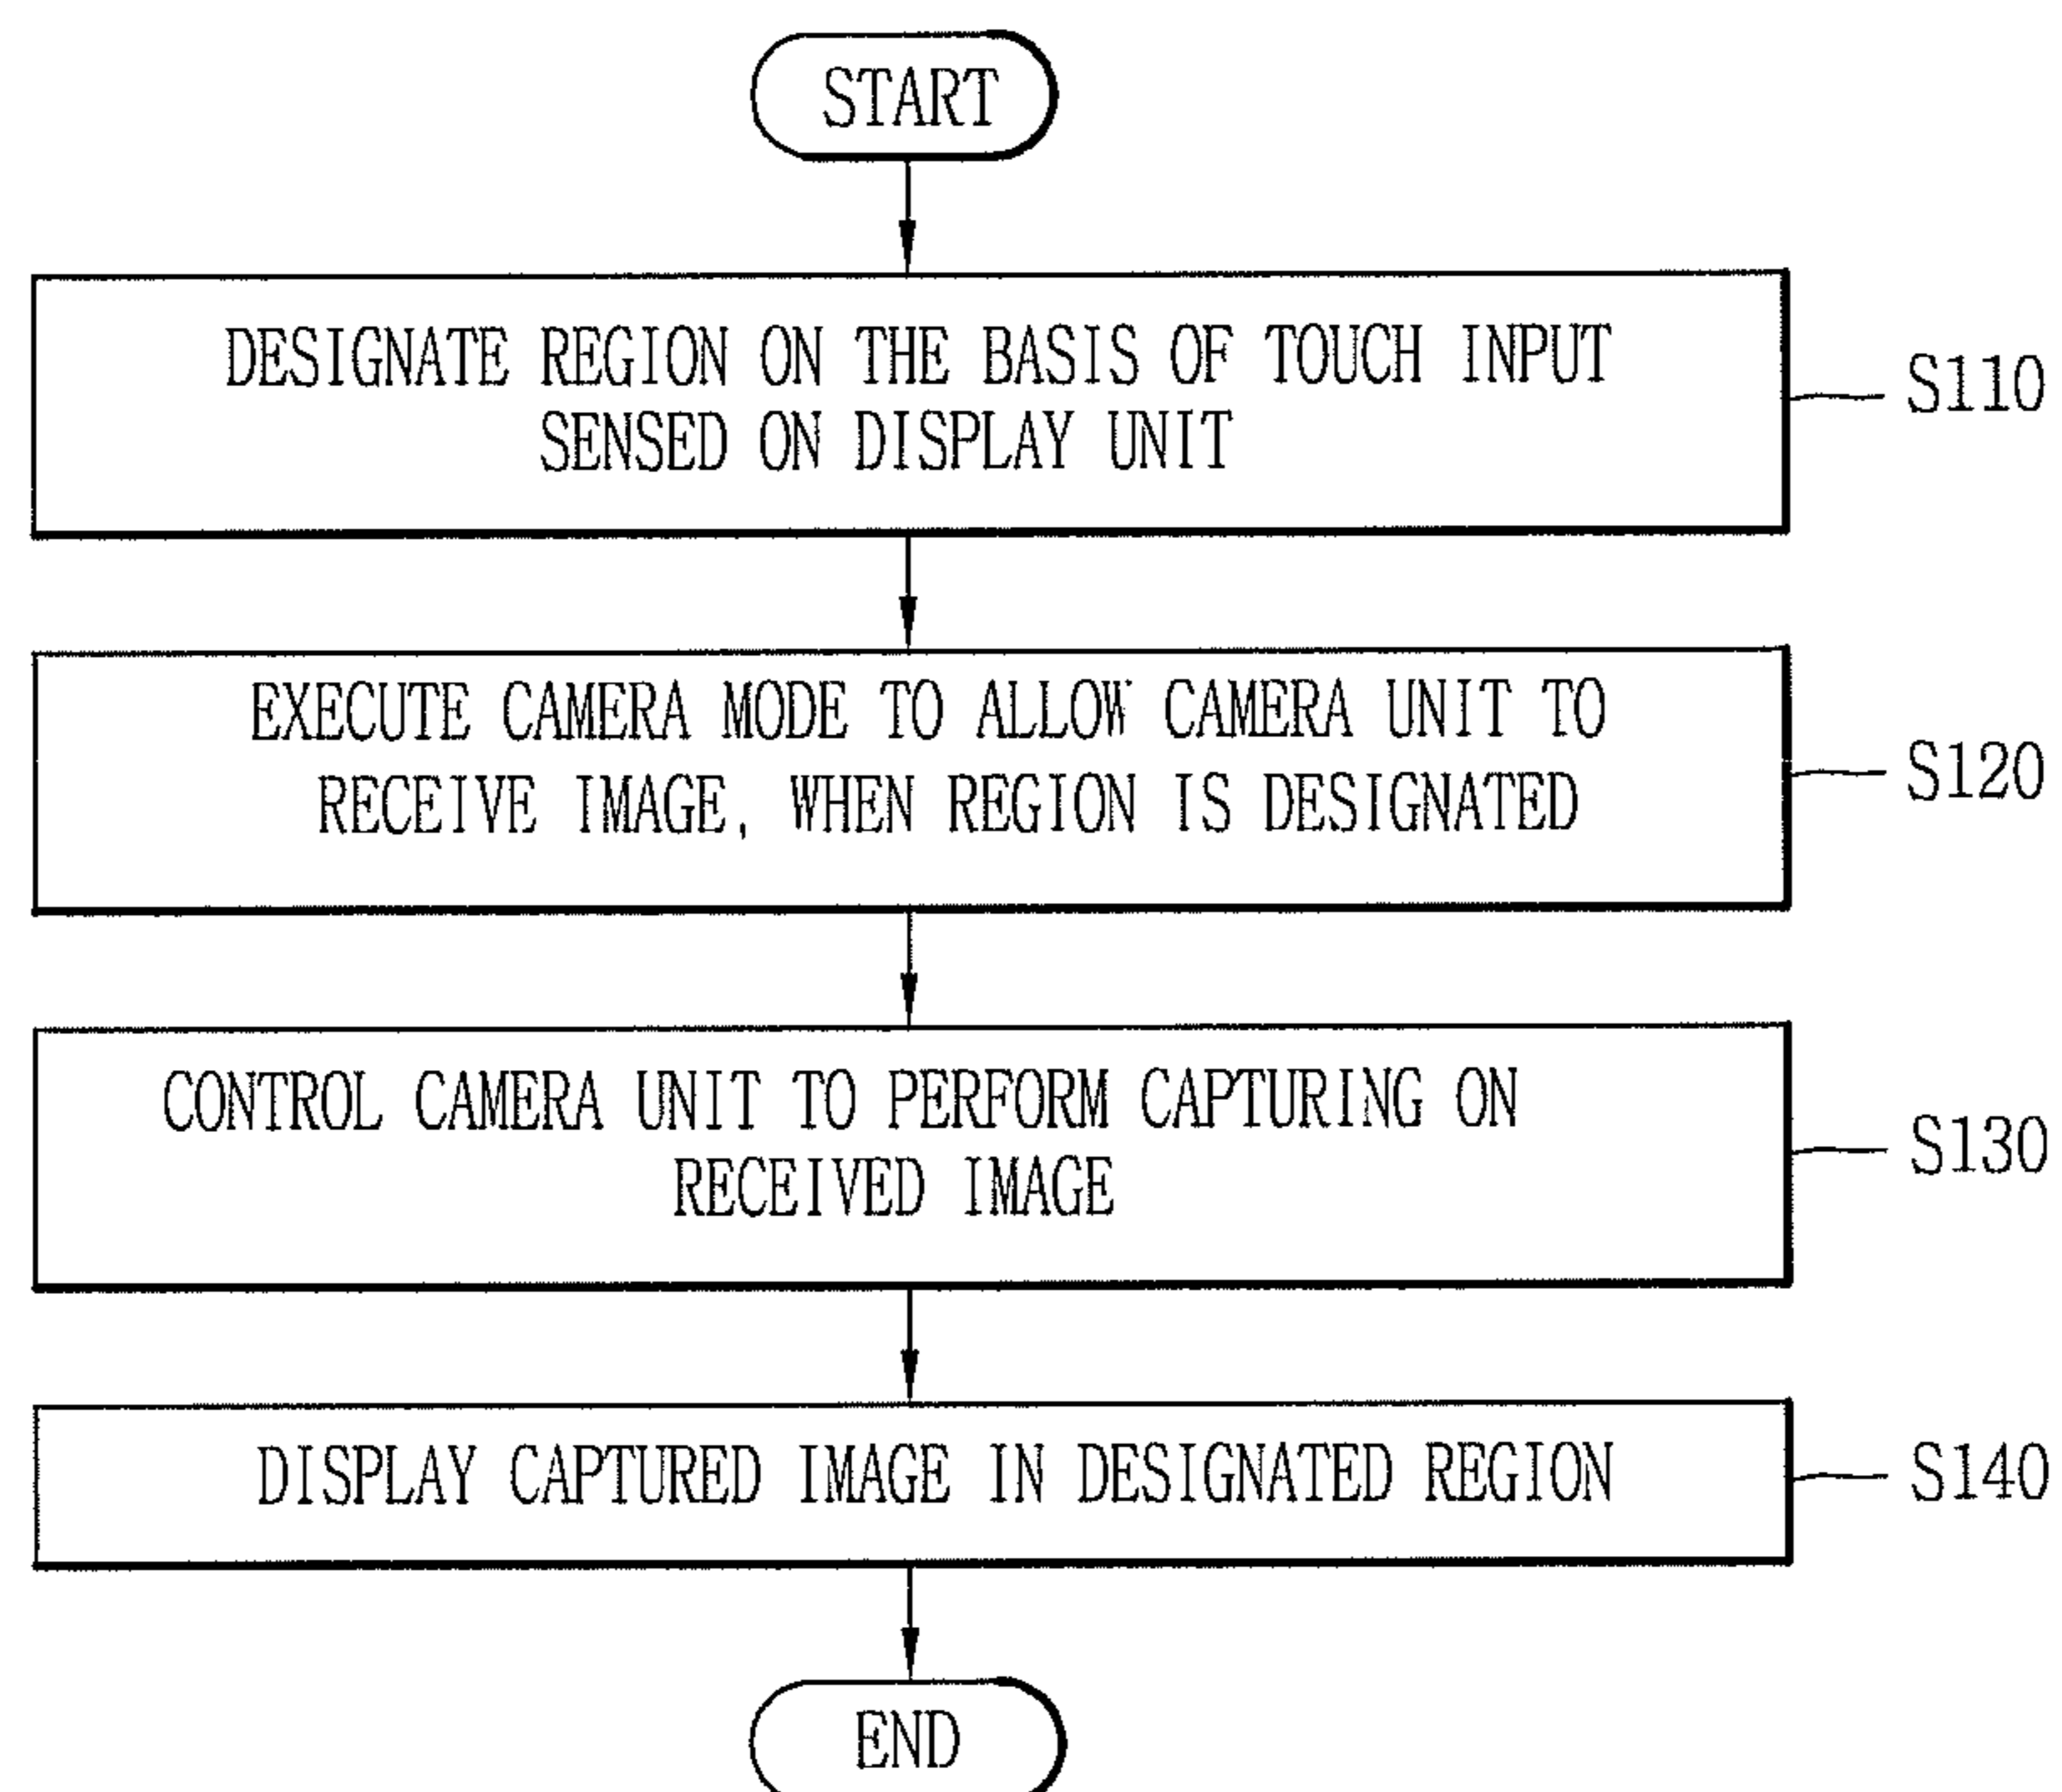 START
DESIGNATE REGION ON THE BASIS OF TOUCH INPUT
SENSED ON DISPLAY UNIT
S110
EXECUTE CAMERA MODE TO ALLOW CAMERA UNIT TO
RECEIVE IMAGE, WHEN REGION IS DESIGNATED
S120
CONTROL CAMERA UNIT TO PERFORM CAPTURING ON
RECEIVED IMAGE
S130
DISPLAY CAPTURED IMAGE IN DESIGNATED REGION
S140
END